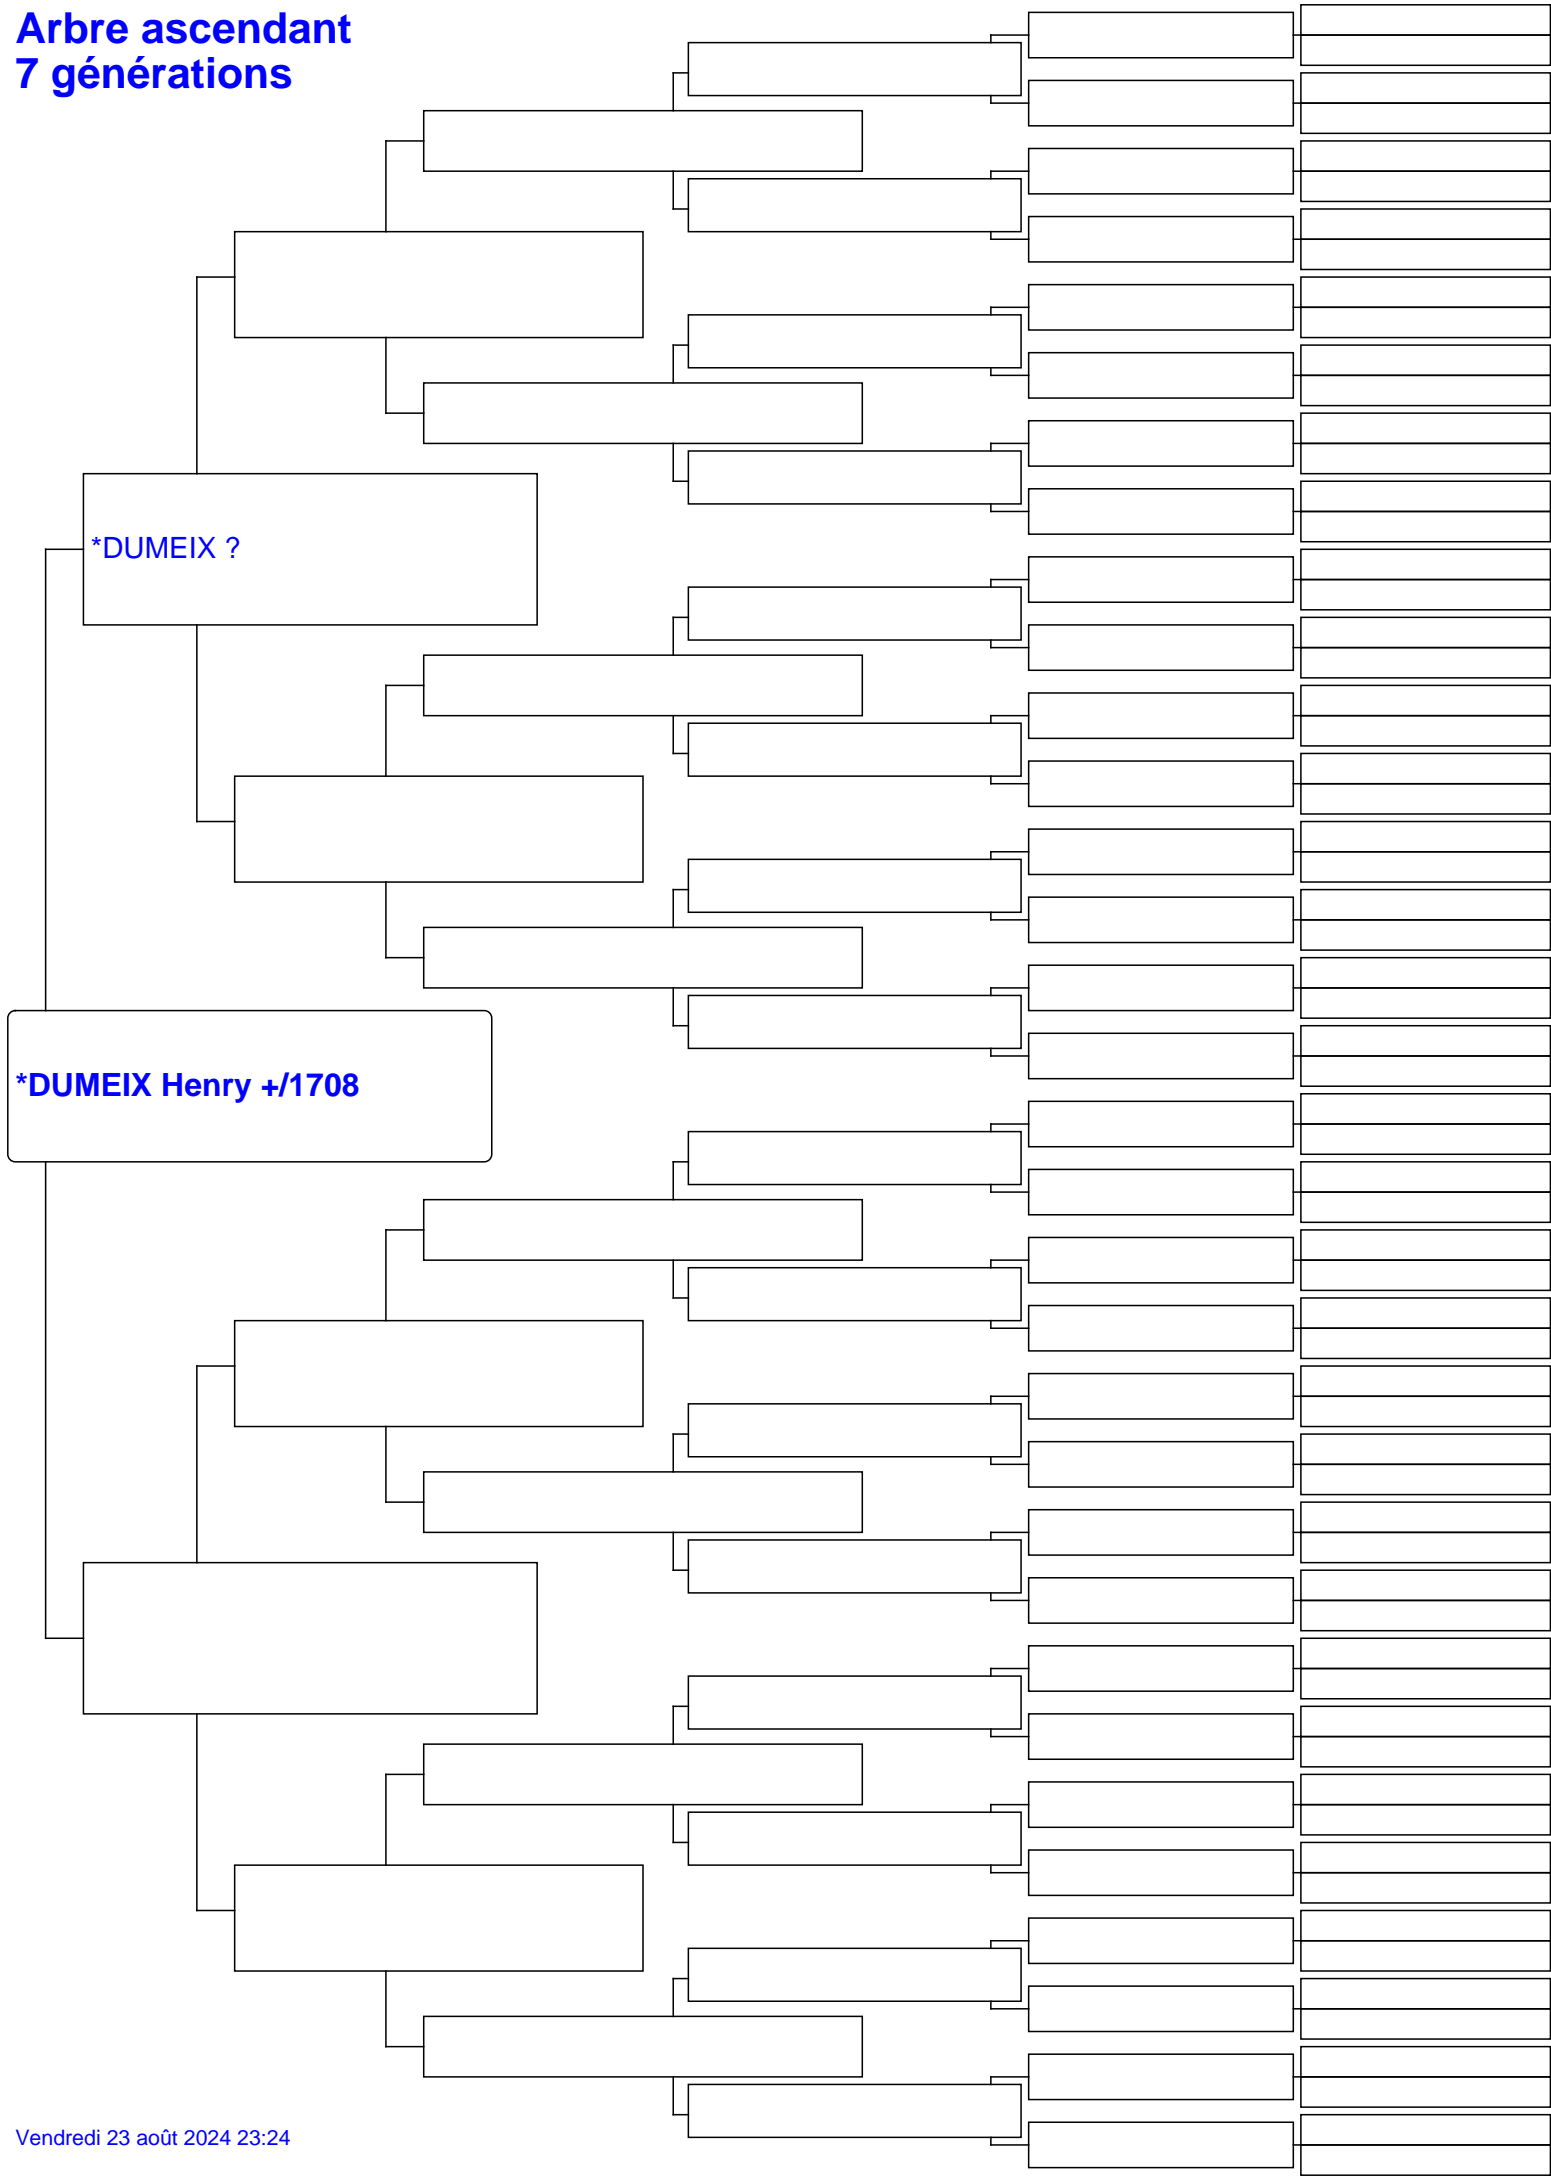 Arbre ascendant
7 générations
*DUMEIX ?
*DUMEIX Henry +/1708
Vendredi 23 août 2024 23:24